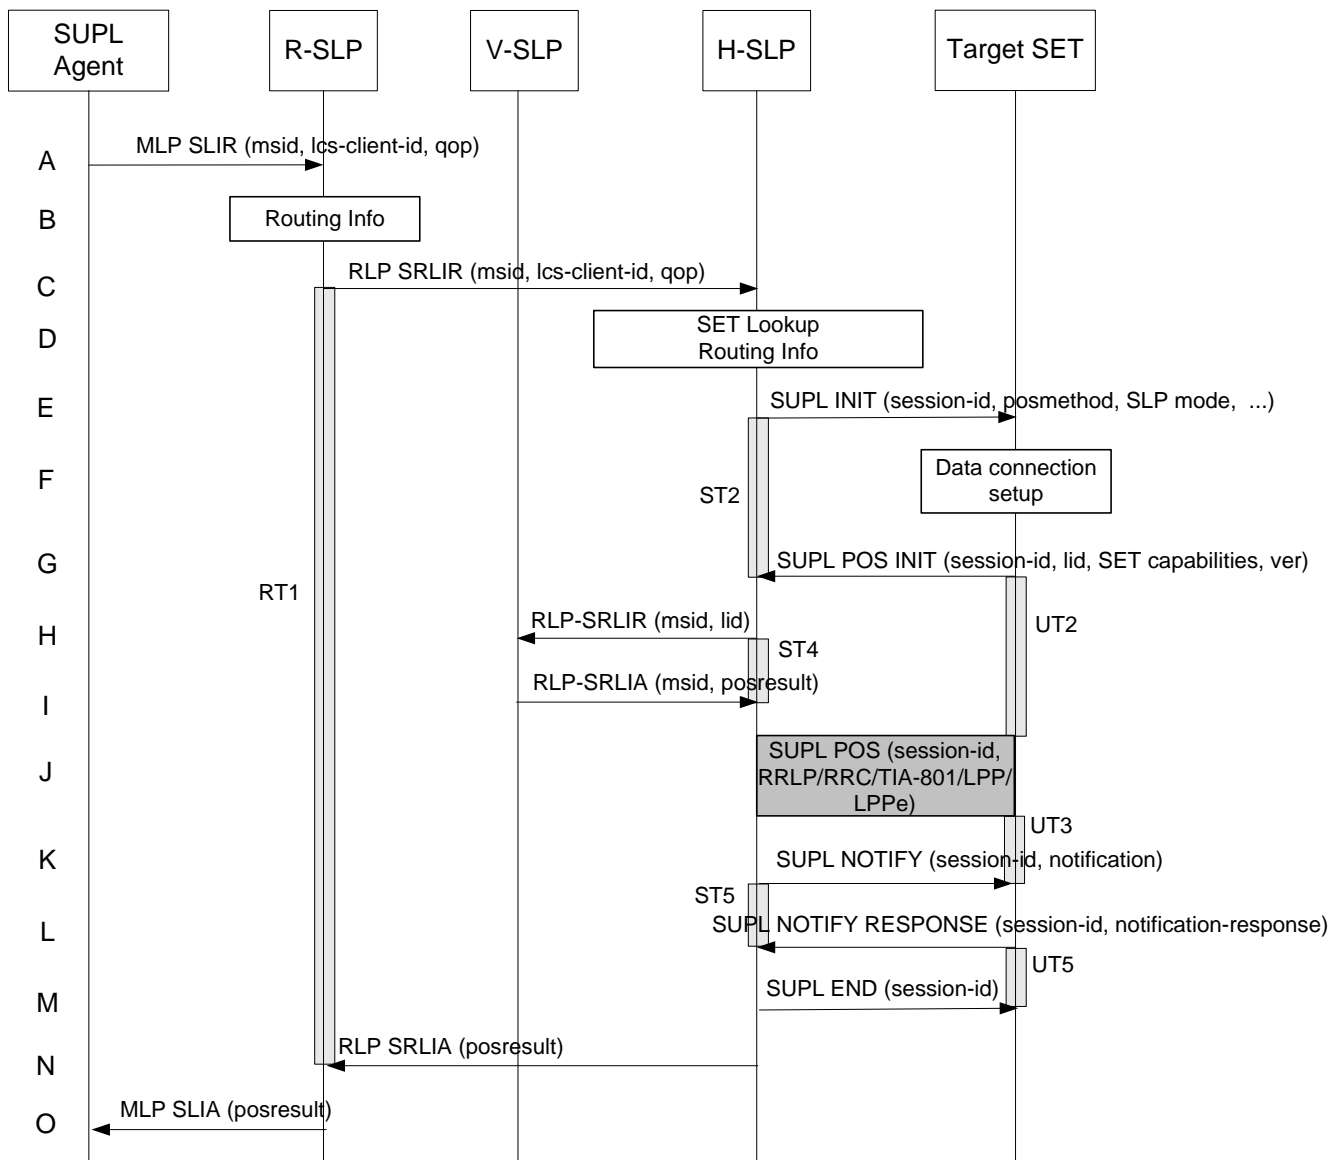 SUPL
Agent
R-SLP
V-SLP
H-SLP
Target SET
A
MLP SLIR (msid, lcs-client-id, qop)
B
Routing Info
C
RLP SRLIR (msid, lcs-client-id, qop)
D
SET Lookup
Routing Info
E
SUPL INIT (session-id, posmethod, SLP mode, ...)
F
Data connection
setup
ST2
G
SUPL POS INIT (session-id, lid, SET capabilities, ver)
RT1
H
RLP-SRLIR (msid, lid)
UT2
ST4
I
RLP-SRLIA (msid, posresult)
J
SUPL POS (session-id,
RRLP/RRC/TIA-801/LPP/
LPPe)
UT3
K
SUPL NOTIFY (session-id, notification)
ST5
L
SUPL NOTIFY RESPONSE (session-id, notification-response)
UT5
M
SUPL END (session-id)
N
RLP SRLIA (posresult)
O
MLP SLIA (posresult)